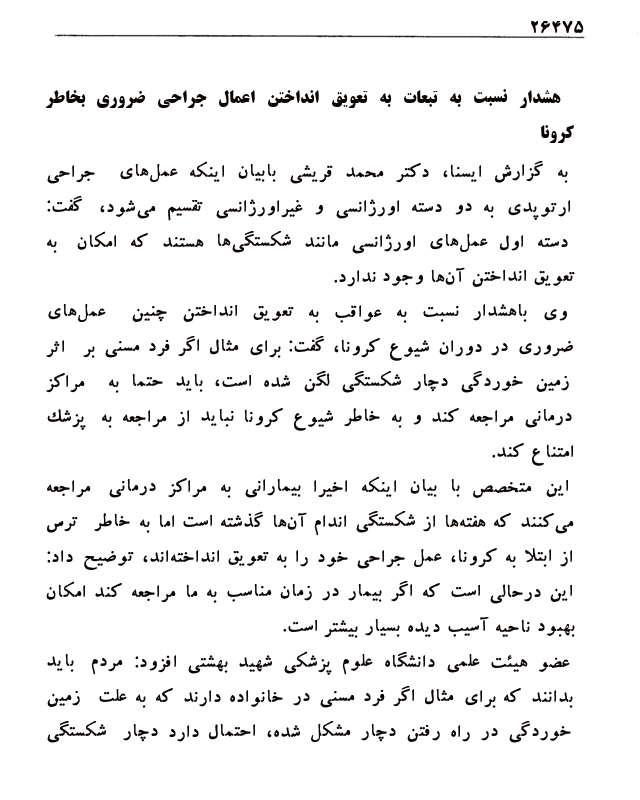 ۲۶۴۷۵
هشدار نسبت به تبعات به تعویق انداختن اعمال جراحی ضروری بخاطر
کرونا
به گزارش ایسنا، دکتر محمد قریشی بابیان اینکه عمل‌های جراحی
ارتوپدی به دو دسته اورژانسی و غیراورژانسی تقسیم می‌شود، گفت:
دسته اول عمل‌های اورژانسی مانند شکستگی‌ها هستند که امکان به
تعویق انداختن آن‌ها وجود ندارد.
وی باهشدار نسبت به عواقب به تعویق انداختن چنین عمل‌های
ضروری در دوران شیوع کرونا، گفت: برای مثال اگر فرد مسنی بر اثر
زمین خوردگی دچار شکستگی لگن شده است، باید حتما به مراکز
درمانی مراجعه کند و به خاطر شیوع کرونا نباید از مراجعه به پزشك
امتناع کند.
این متخصص با بیان اینکه اخیرا بیمارانی به مراکز درمانی مراجعه
می‌کنند که هفته‌ها از شکستگی اندام آن‌ها گذشته است اما به خاطر ترس
از ابتلا به کرونا، عمل جراحی خود را به تعویق انداخته‌اند، توضیح داد:
این درحالی است که اگر بیمار در زمان مناسب به ما مراجعه کند امکان
بهبود ناحیه آسیب دیده بسیار بیشتر است.
عضو هیئت علمی دانشگاه علوم پزشکی شهید بهشتی افزود: مردم باید
بدانند که برای مثال اگر فرد مسنی در خانواده دارند که به علت زمین
خوردگی در راه رفتن دچار مشکل شده، احتمال دارد دچار شکستگی